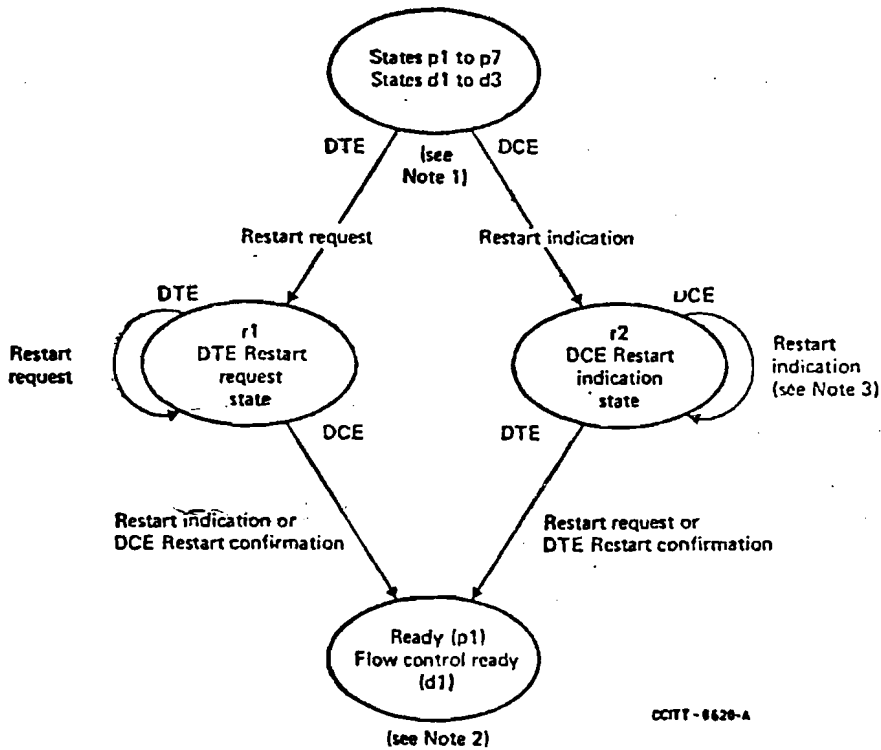 States p1 to p7
States d1 to d3
DTE
(see
Note 1)
DCE
Restart request
Restart indication
DTE
DCE
Restart
request
r1
DTE Restart
request
state
r2
DCE Restart
indication
state
Restart
indication
(see Note 3)
DCE
DTE
Restart indication or
DCE Restart confirmation
Restart request or
DTE Restart confirmation
Ready (p1)
Flow control ready
(d1)
(see Note 2)
CCITT-6620-A